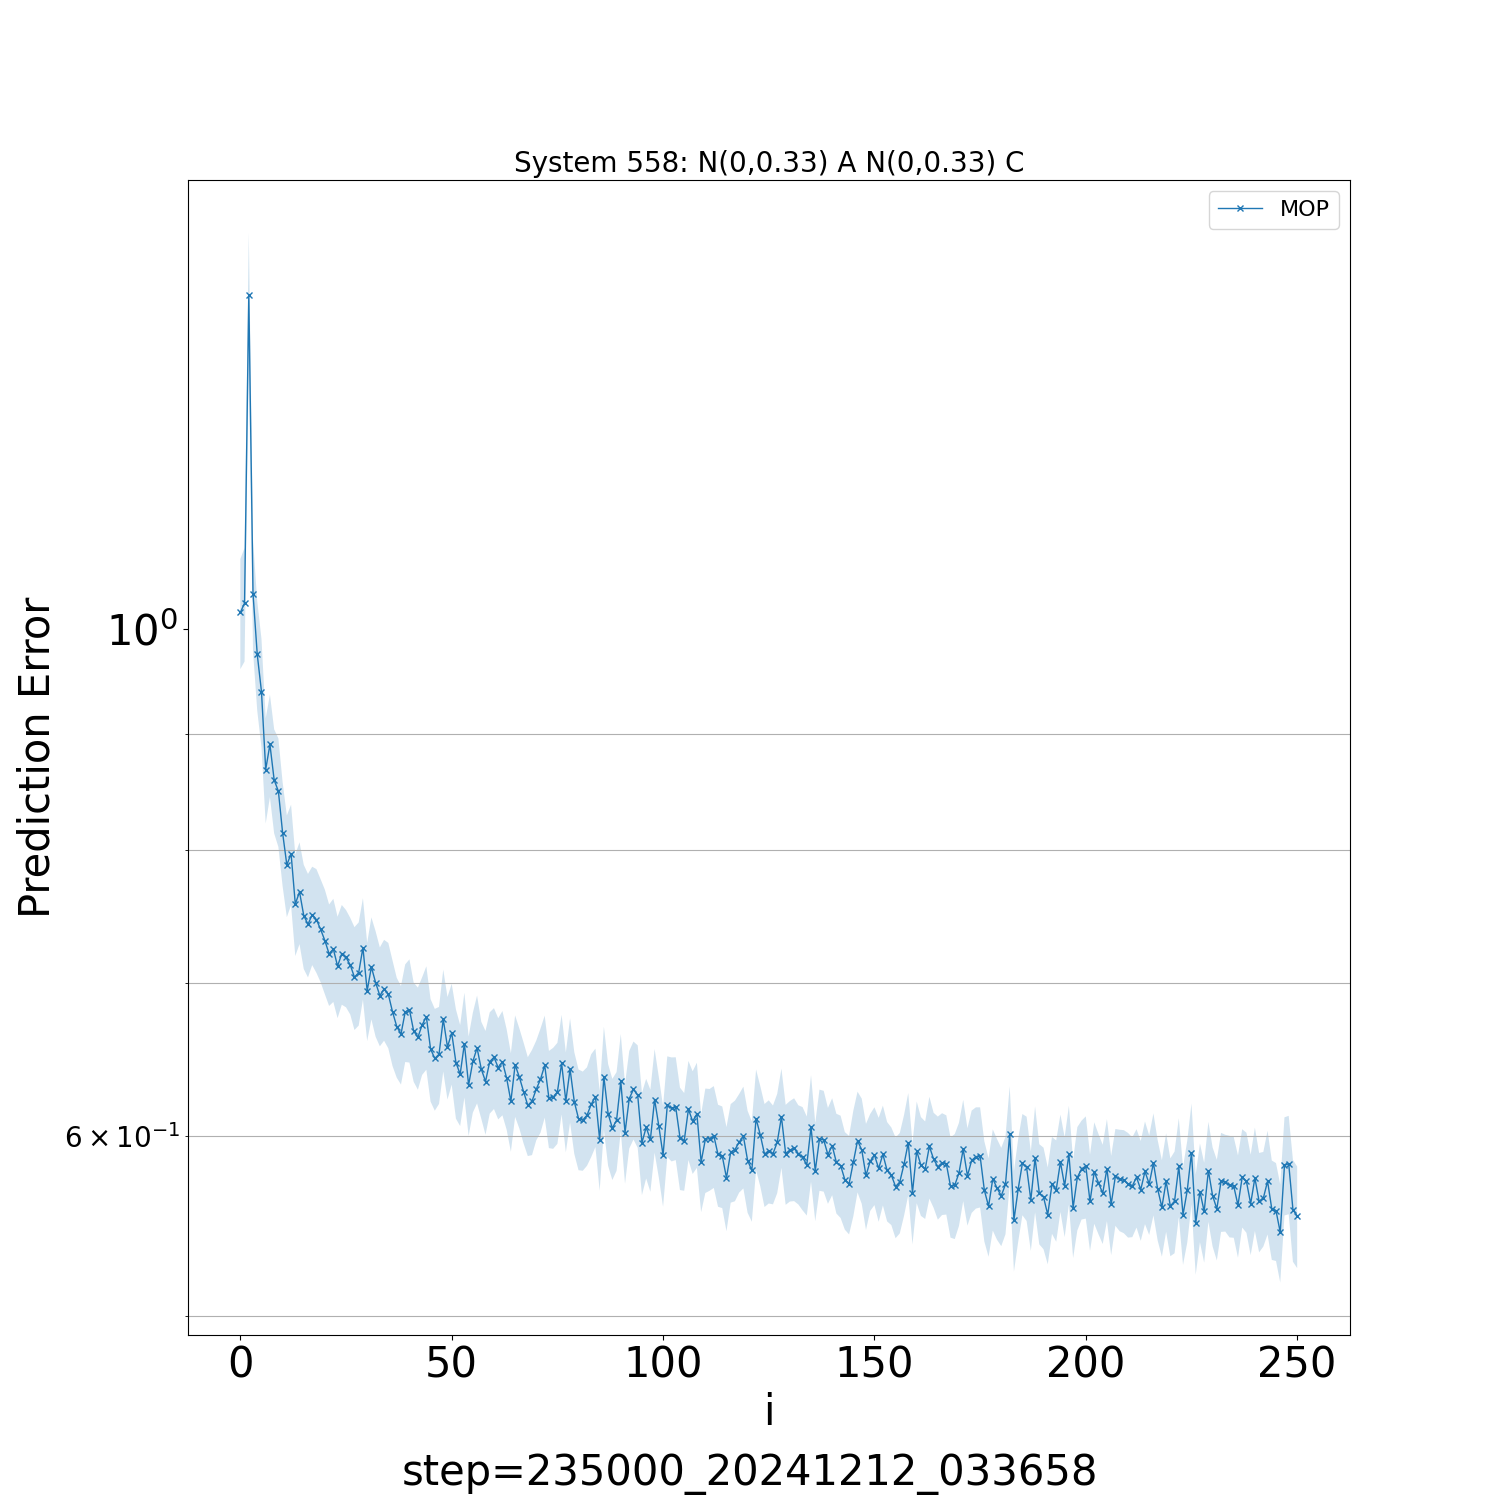 System 558: N(0,0.33) A N(0,0.33) C
MOP
Prediction Error
10⁰
6 × 10⁻¹
0 50 100 150 200 250
i
step=235000_20241212_033658